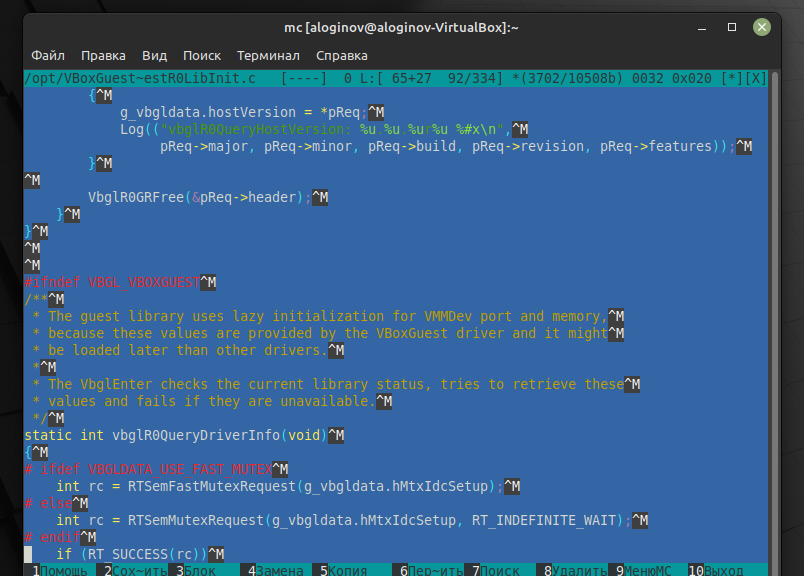 mc [aloginov@aloginov-VirtualBox]:~
Файл Правка Вид Поиск Терминал Справка
/opt/VBoxGuest~estR0LibInit.c [----] 0 L:[ 65+27 92/334] *(3702/10508b) 0032 0x020 [*][X]
{^M
g_vbgldata.hostVersion = *pReq;^M
Log(("vbglR0QueryHostVersion: %u.%u.%ur%u %#x\n",^M
pReq->major, pReq->minor, pReq->build, pReq->revision, pReq->features));^M
}^M
^M
VbglR0GRFree(&pReq->header);^M
}^M
}^M
^M
^M
#ifndef VBGL_VBOXGUEST^M
/**^M
* The guest library uses lazy initialization for VMMDev port and memory,^M
* because these values are provided by the VBoxGuest driver and it might^M
* be loaded later than other drivers.^M
*^M
* The VbglEnter checks the current library status, tries to retrieve these^M
* values and fails if they are unavailable.^M
*/^M
static int vbglR0QueryDriverInfo(void)^M
{^M
# ifdef VBGLDATA_USE_FAST_MUTEX^M
int rc = RTSemFastMutexRequest(g_vbgldata.hMtxIdcSetup);^M
# else^M
int rc = RTSemMutexRequest(g_vbgldata.hMtxIdcSetup, RT_INDEFINITE_WAIT);^M
# endif^M
if (RT_SUCCESS(rc))^M
1Помощь 2Сох~ить 3Блок 4Замена 5Копия 6Пер~ить 7Поиск 8Удалить 9МенюMC 10Выход